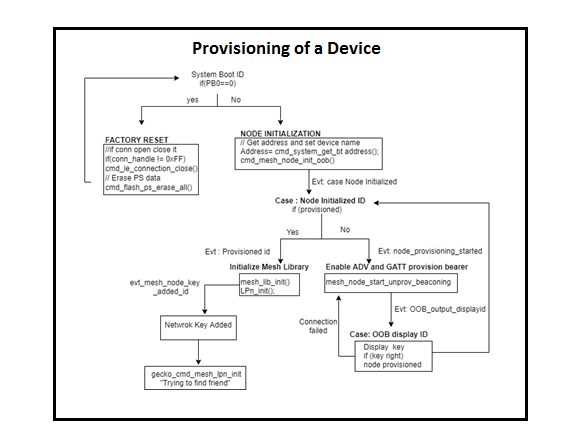 Provisioning of a Device
System Boot ID
if(PB0==0)
yes
No
FACTORY RESET
//If conn open close it
if(conn_handle != 0XFF)
cmd_le_connection_close()
// Erase PS data
cmd_flash_ps_erase_all()
NODE INITIALIZATION
// Get address and set device name
Address= cmd_system_get_bt address();
cmd_mesh_node_init_oob()
Evt: case Node Initialized
Case : Node Initialized ID
if (provisioned)
Yes
No
Evt : Provisioned id
Evt: node_provisioning_started
Initialize Mesh Library
mesh_lib_init()
LPn_init();
Enable ADV and GATT provision bearer
mesh_node_start_unprov_beaconing
evt_mesh_node_key
_added_id
Evt: OOB_output_displayid
Connection
failed
Netwrok Key Added
Case: OOB display ID
Display key
if (key right)
node provisioned
gecko_cmd_mesh_lpn_init
"Trying to find friend"